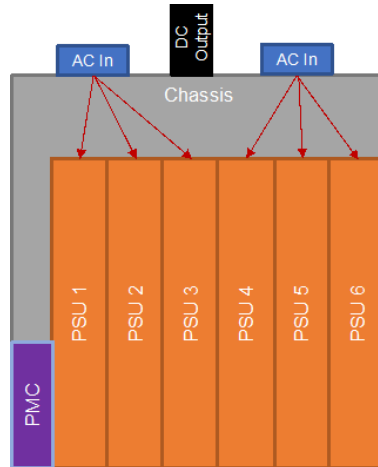 AC In
DC
Output
AC In
Chassis
PSU 1
PSU 2
PSU 3
PSU 4
PSU 5
PSU 6
PMC